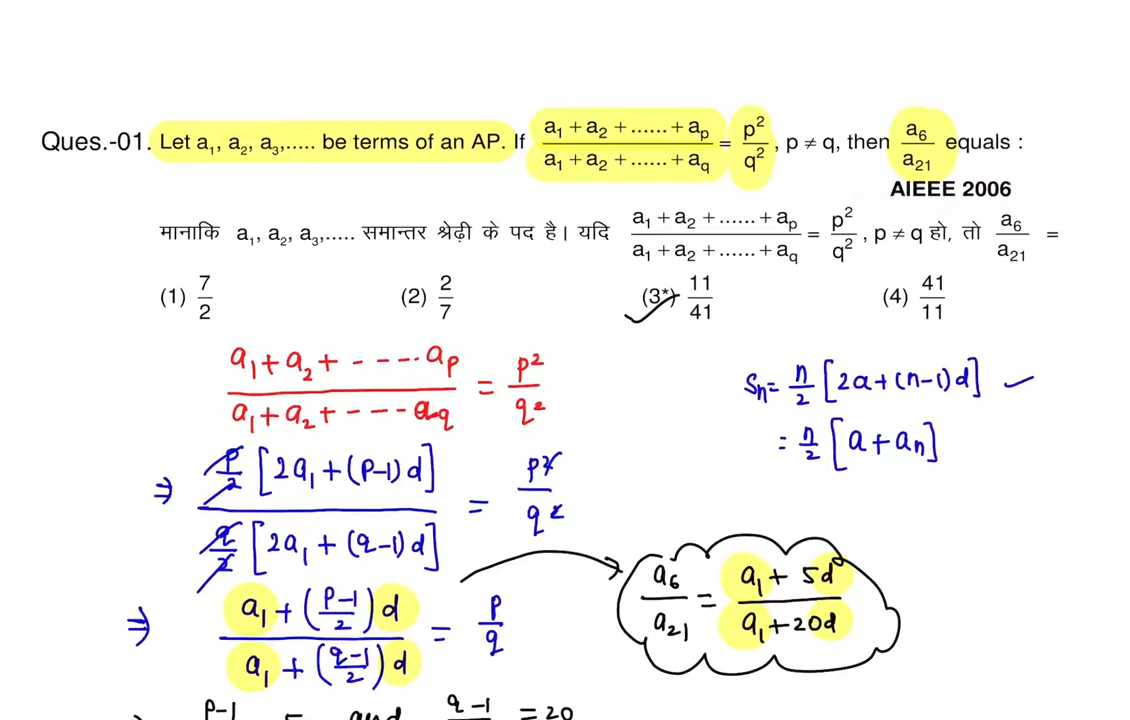 Ques.-01. Let a₁, a₂, a₃,..... be terms of an AP. If (a₁ + a₂ + ...... + aₚ)/(a₁ + a₂ + ...... + a_q) = p²/q², p ≠ q, then a₆/a₂₁ equals :
AIEEE 2006
मानाकि a₁, a₂, a₃,..... समान्तर श्रेढ़ी के पद है। यदि (a₁ + a₂ + ...... + aₚ)/(a₁ + a₂ + ...... + a_q) = p²/q², p ≠ q हो, तो a₆/a₂₁ =
(1) 7/2 (2) 2/7 (3*) 11/41 (4) 41/11
(a₁ + a₂ + ----. aₚ)/(a₁ + a₂ + ---- a_q) = p²/q²
Sₙ = n/2 [2a + (n-1)d]
= n/2 [a + aₙ]
⇒ (p/2 [2a₁ + (p-1)d])/(q/2 [2a₁ + (q-1)d]) = p²/q²
⇒ (a₁ + ((p-1)/2)d)/(a₁ + ((q-1)/2)d) = p/q
a₆/a₂₁ = (a₁ + 5d)/(a₁ + 20d)
p-1 and q-1 = 20